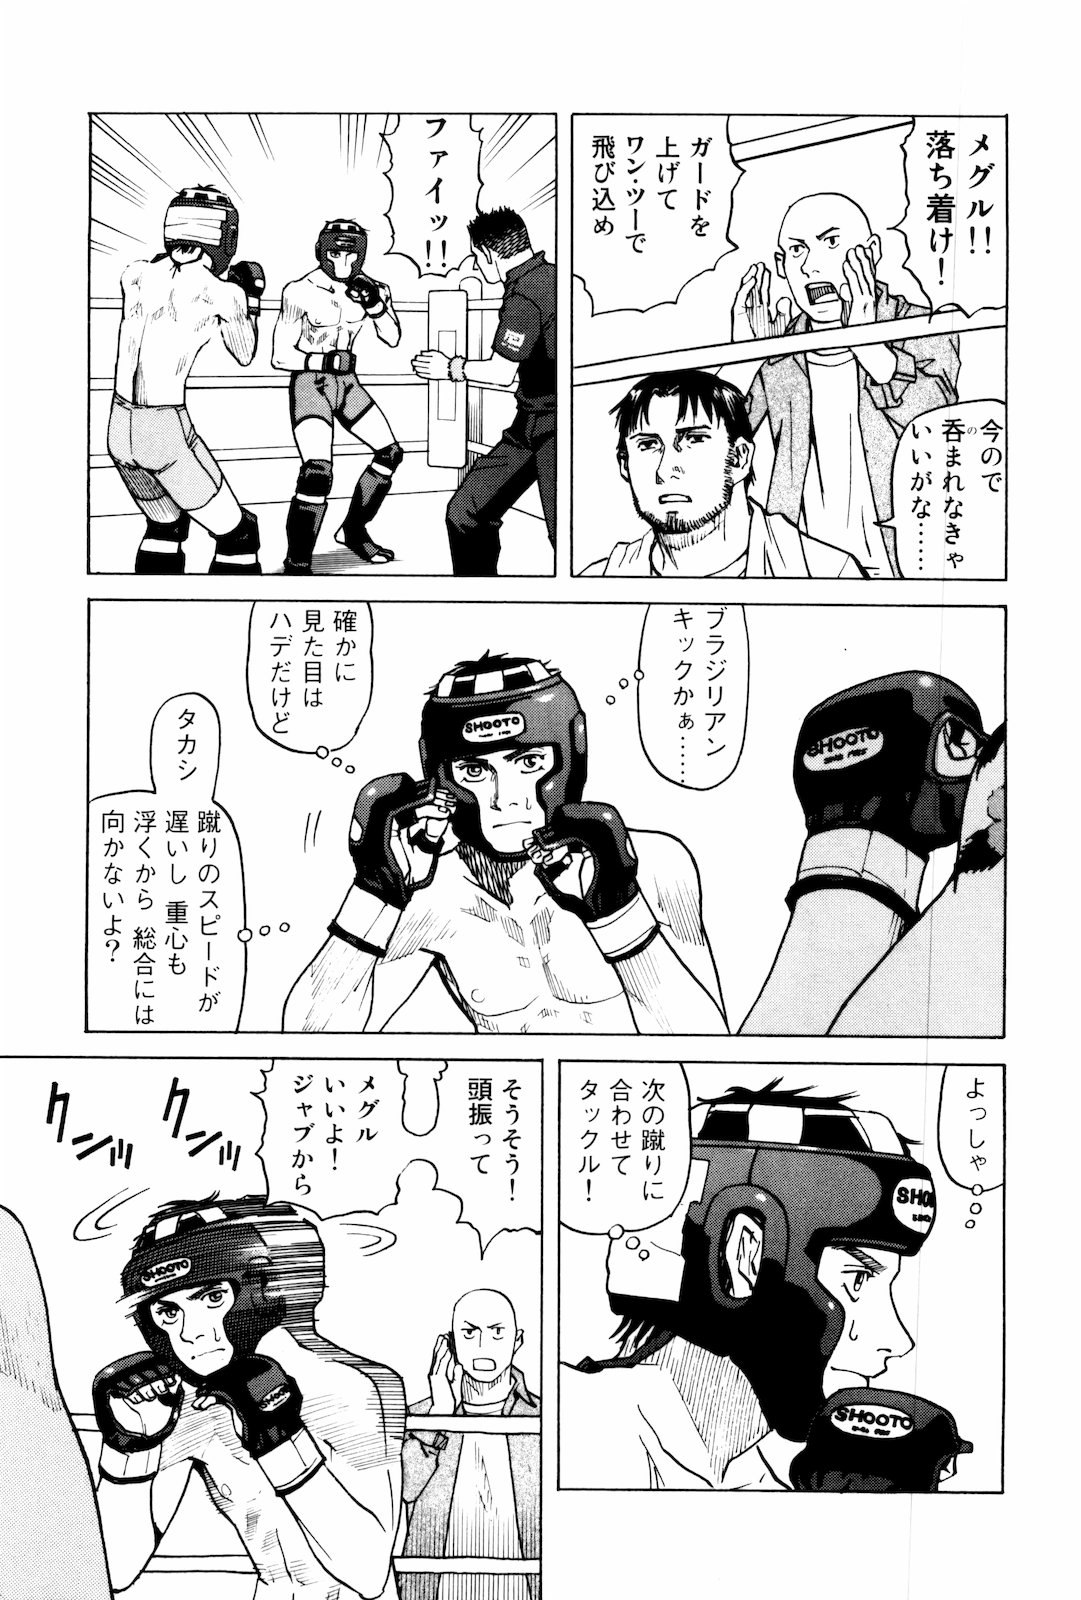 メグル!!
落ち着け!
ガードを
上げて
ワン・ツーで
飛び込め
今ので
呑まれなきゃ
の
いいがな……
ファイッ!!
ブラジリアン
キックかぁ……
SHOOTO
確かに
見た目は
ハデだけど
SHOOTO
タカシ
蹴りのスピードが
遅いし 重心も
浮くから 総合には
向かないよ?
よっしゃ
次の蹴りに
合わせて
タックル!
SHOO
SHOOTO
そうそう!
頭振って
メグル
いいよ!
ジャブから
クンッ
クンッ
SHOOTO